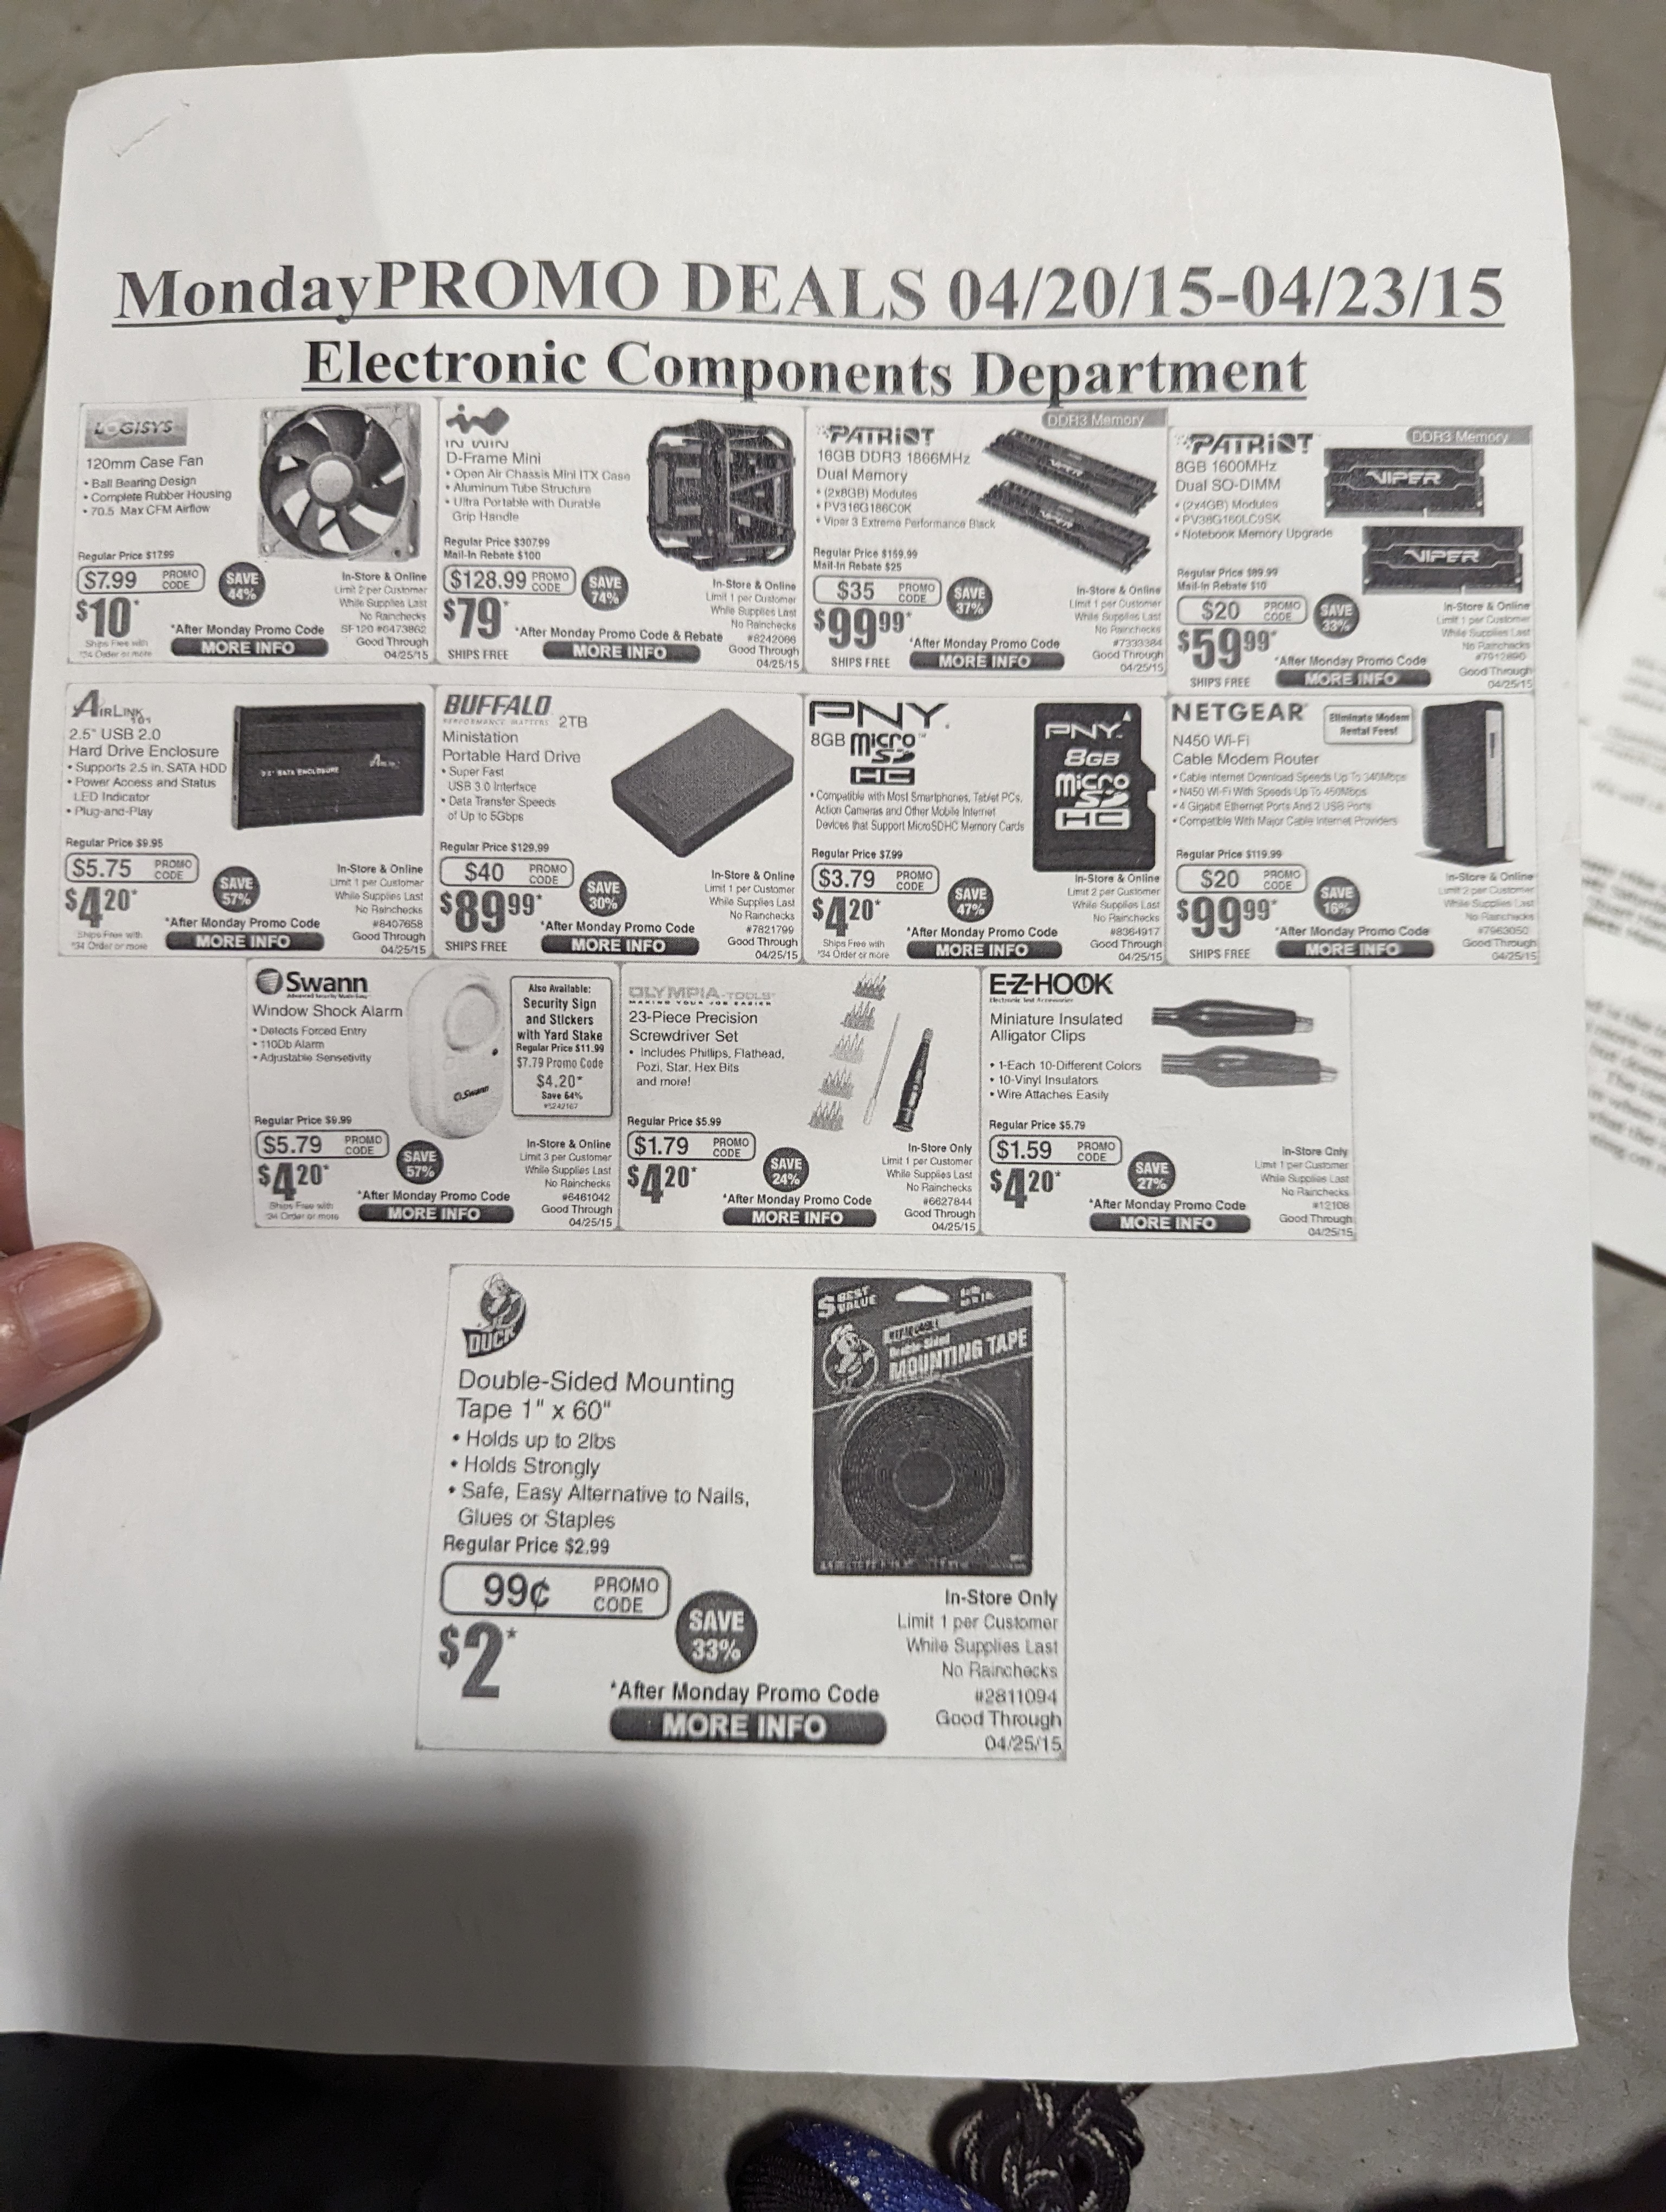 MondayPROMO DEALS 04/20/15-04/23/15
Electronic Components Department
LOGISYS
120mm Case Fan
• Ball Bearing Design
• Complete Rubber Housing
• 70.5 Max CFM Airflow
Regular Price $17.99
$7.99 PROMO CODE
SAVE 44%
$10*
Ships Free with
$34 Order or more
In-Store & Online
Limit 2 per Customer
While Supplies Last
No Rainchecks
SF120 #6473862
Good Through
04/25/15
*After Monday Promo Code
MORE INFO
IN WIN
D-Frame Mini
• Open Air Chassis Mini ITX Case
• Aluminum Tube Structure
• Ultra Portable with Durable
Grip Handle
Regular Price $307.99
Mail-In Rebate $100
$128.99 PROMO CODE
SAVE 74%
$79*
SHIPS FREE
In-Store & Online
Limit 1 per Customer
While Supplies Last
No Rainchecks
#8242066
Good Through
04/25/15
*After Monday Promo Code & Rebate
MORE INFO
DDR3 Memory
PATRIOT
16GB DDR3 1866MHz
Dual Memory
• (2x8GB) Modules
• PV316G186C0K
• Viper 3 Extreme Performance Black
VIPER
VIPER
Regular Price $159.99
Mail-In Rebate $25
$35 PROMO CODE
SAVE 37%
$99.99*
SHIPS FREE
In-Store & Online
Limit 1 per Customer
While Supplies Last
No Rainchecks
#7333384
Good Through
04/25/15
*After Monday Promo Code
MORE INFO
DDR3 Memory
PATRIOT
8GB 1600MHz
Dual SO-DIMM
• (2x4GB) Modules
• PV38G160LC9SK
• Notebook Memory Upgrade
VIPER
VIPER
Regular Price $89.99
Mail-In Rebate $10
$20 PROMO CODE
SAVE 33%
$59.99*
SHIPS FREE
In-Store & Online
Limit 1 per Customer
While Supplies Last
No Rainchecks
Good Through
04/25/15
*After Monday Promo Code
MORE INFO
AIRLINK 101
2.5" USB 2.0
Hard Drive Enclosure
• Supports 2.5 in. SATA HDD
• Power Access and Status
LED Indicator
• Plug-and-Play
Regular Price $9.95
$5.75 PROMO CODE
SAVE 57%
$4.20*
Ships Free with
$34 Order or more
In-Store & Online
Limit 1 per Customer
While Supplies Last
No Rainchecks
#8407658
Good Through
04/25/15
*After Monday Promo Code
MORE INFO
BUFFALO
2TB
Ministation
Portable Hard Drive
• Super Fast
USB 3.0 Interface
• Data Transfer Speeds
of Up to 5Gbps
Regular Price $129.99
$40 PROMO CODE
SAVE 30%
$89.99*
SHIPS FREE
In-Store & Online
Limit 1 per Customer
While Supplies Last
No Rainchecks
#7821799
Good Through
04/25/15
*After Monday Promo Code
MORE INFO
PNY
8GB micro SD HC
PNY
8GB
micro
SD
HC
• Compatible with Most Smartphones, Tablet PCs,
Action Cameras and Other Mobile Internet
Devices that Support MicroSDHC Memory Cards
Regular Price $7.99
$3.79 PROMO CODE
SAVE 47%
$4.20*
Ships Free with
$34 Order or more
In-Store & Online
Limit 2 per Customer
While Supplies Last
No Rainchecks
#8364917
Good Through
04/25/15
*After Monday Promo Code
MORE INFO
NETGEAR
Eliminate Modem
Rental Fees!
N450 Wi-Fi
Cable Modem Router
• Cable Internet Download Speeds Up To 340Mbps
• N450 Wi-Fi With Speeds Up To 450Mbps
• 4 Gigabit Ethernet Ports And 2 USB Ports
• Compatible With Major Cable Internet Providers
Regular Price $119.99
$20 PROMO CODE
SAVE 16%
$99.99*
SHIPS FREE
In-Store & Online
Limit 2 per Customer
While Supplies Last
No Rainchecks
#7963050
Good Through
04/25/15
*After Monday Promo Code
MORE INFO
Swann
Window Shock Alarm
• Detects Forced Entry
• 110Db Alarm
• Adjustable Sensetivity
Swann
Also Available:
Security Sign
and Stickers
with Yard Stake
Regular Price $11.99
$7.79 Promo Code
$4.20*
Save 64%
#5242167
Regular Price $9.99
$5.79 PROMO CODE
SAVE 57%
$4.20*
Ships Free with
$34 Order or more
In-Store & Online
Limit 3 per Customer
While Supplies Last
No Rainchecks
#6461042
Good Through
04/25/15
*After Monday Promo Code
MORE INFO
OLYMPIA-TOOLS
MAKING YOUR JOB EASIER
23-Piece Precision
Screwdriver Set
• Includes Phillips, Flathead,
Pozi, Star, Hex Bits
and more!
Regular Price $5.99
$1.79 PROMO CODE
SAVE 24%
$4.20*
In-Store Only
Limit 1 per Customer
While Supplies Last
No Rainchecks
#6627844
Good Through
04/25/15
*After Monday Promo Code
MORE INFO
E-Z-HOOK
Electronic Test Accessories
Miniature Insulated
Alligator Clips
• 1-Each 10-Different Colors
• 10-Vinyl Insulators
• Wire Attaches Easily
Regular Price $5.79
$1.59 PROMO CODE
SAVE 27%
$4.20*
In-Store Only
Limit 1 per Customer
While Supplies Last
No Rainchecks
#12108
Good Through
04/25/15
*After Monday Promo Code
MORE INFO
DUCK
$ BEST VALUE
Double-Sided
MOUNTING TAPE
Double-Sided Mounting
Tape 1" x 60"
• Holds up to 2lbs
• Holds Strongly
• Safe, Easy Alternative to Nails,
Glues or Staples
Regular Price $2.99
99¢ PROMO CODE
SAVE 33%
$2*
In-Store Only
Limit 1 per Customer
While Supplies Last
No Rainchecks
#2811094
Good Through
04/25/15
*After Monday Promo Code
MORE INFO